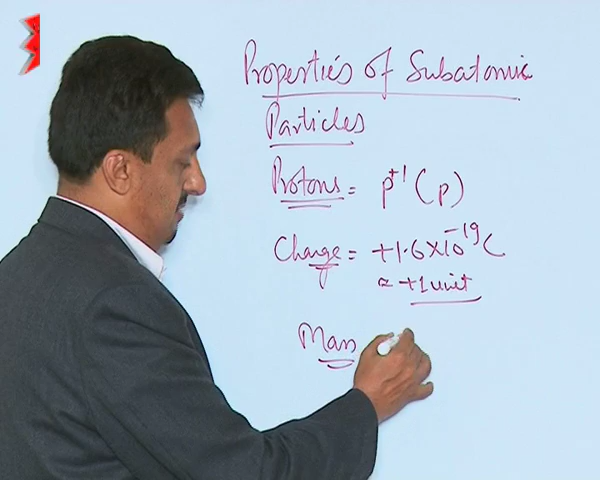 Properties of Subatomic
Particles
Protons = p⁺¹ (p)
Charge = +1.6×10⁻¹⁹ C
≈ +1 unit
Mass